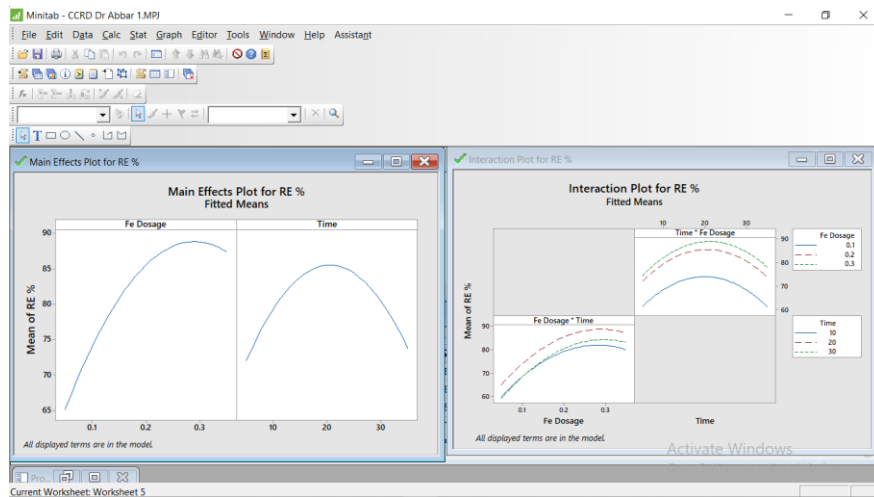 Minitab - CCRD Dr Abbar 1.MPJ
File Edit Data Calc Stat Graph Editor Tools Window Help Assistant
Main Effects Plot for RE %
Main Effects Plot for RE %
Fitted Means
Fe Dosage Time
90
85
80
75
70
65
Mean of RE %
0.1 0.2 0.3 10 20 30
All displayed terms are in the model.
Interaction Plot for RE %
Interaction Plot for RE %
Fitted Means
10 20 30
Time * Fe Dosage
90
80
70
60
Fe Dosage
0.1
0.2
0.3
Mean of RE %
Fe Dosage * Time
90
80
70
60
Time
10
20
30
0.1 0.2 0.3
Fe Dosage Time
All displayed terms are in the model.
Activate Windows
Pro...
Current Worksheet: Worksheet 5